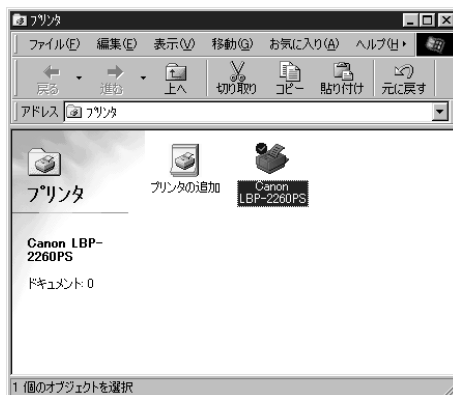 プリンタ
ファイル(F) 編集(E) 表示(V) 移動(G) お気に入り(A) ヘルプ(H)
戻る 進む 上へ 切り取り コピー 貼り付け 元に戻す
アドレス プリンタ
プリンタ
プリンタの追加
Canon
LBP-2260PS
Canon LBP-
2260PS
ドキュメント: 0
1 個のオブジェクトを選択